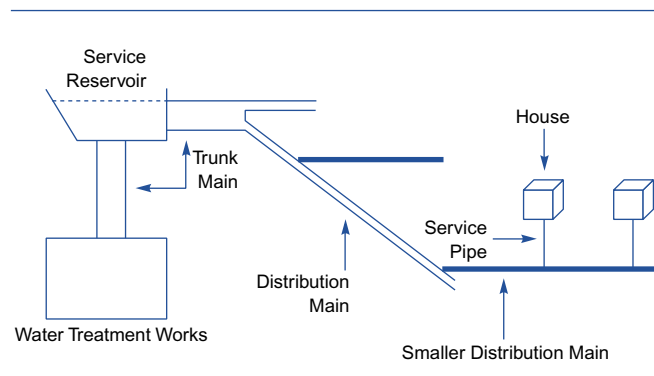 Service
Reservoir
House
Trunk
Main
Service
Pipe
Distribution
Main
Water Treatment Works
Smaller Distribution Main